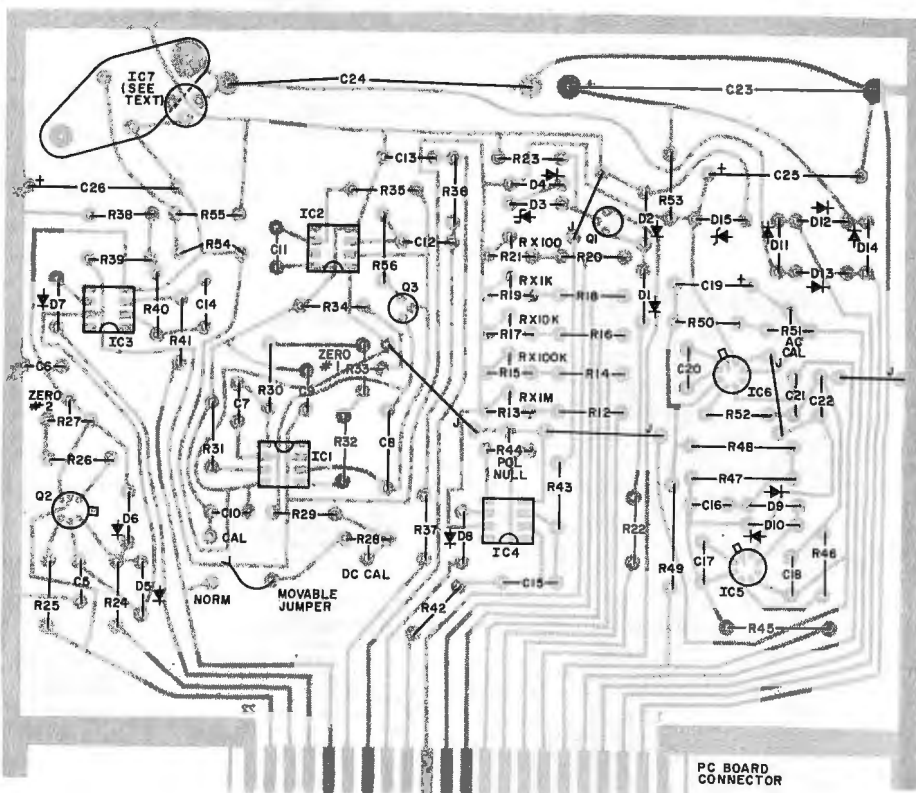 IC7
(SEE
TEXT)
C24
C23
C13
R23
C26
+
R35
R36
D4
R53
+
C25
R38
R55
IC2
D3
D2
D15
D12
Q1
D11
D14
C11
C12
RX100
R39
R54
R56
R21
R20
D13
D7
RX1K
D1
C19
+
R40
C14
Q3
R19
R18
IC3
R34
RX10K
R50
R51
R41
R17
R16
AC
CAL
C6
ZERO
#1
RX100K
R30
C9
R33
R15
R14
C20
IC6
J
C21
C22
J
ZERO
#2
C7
RX1M
R27
R31
R32
C8
R13
R12
R52
J
J
IC1
R44
POL
NULL
R48
R26
R43
R47
Q2
D6
C10
R29
R37
R22
C16
D9
D10
CAL
R28
D8
IC4
DC CAL
R49
C17
C18
R46
C5
D5
IC5
R25
R24
NORM
MOVABLE
JUMPER
C15
R42
R45
+
J
PC BOARD
CONNECTOR